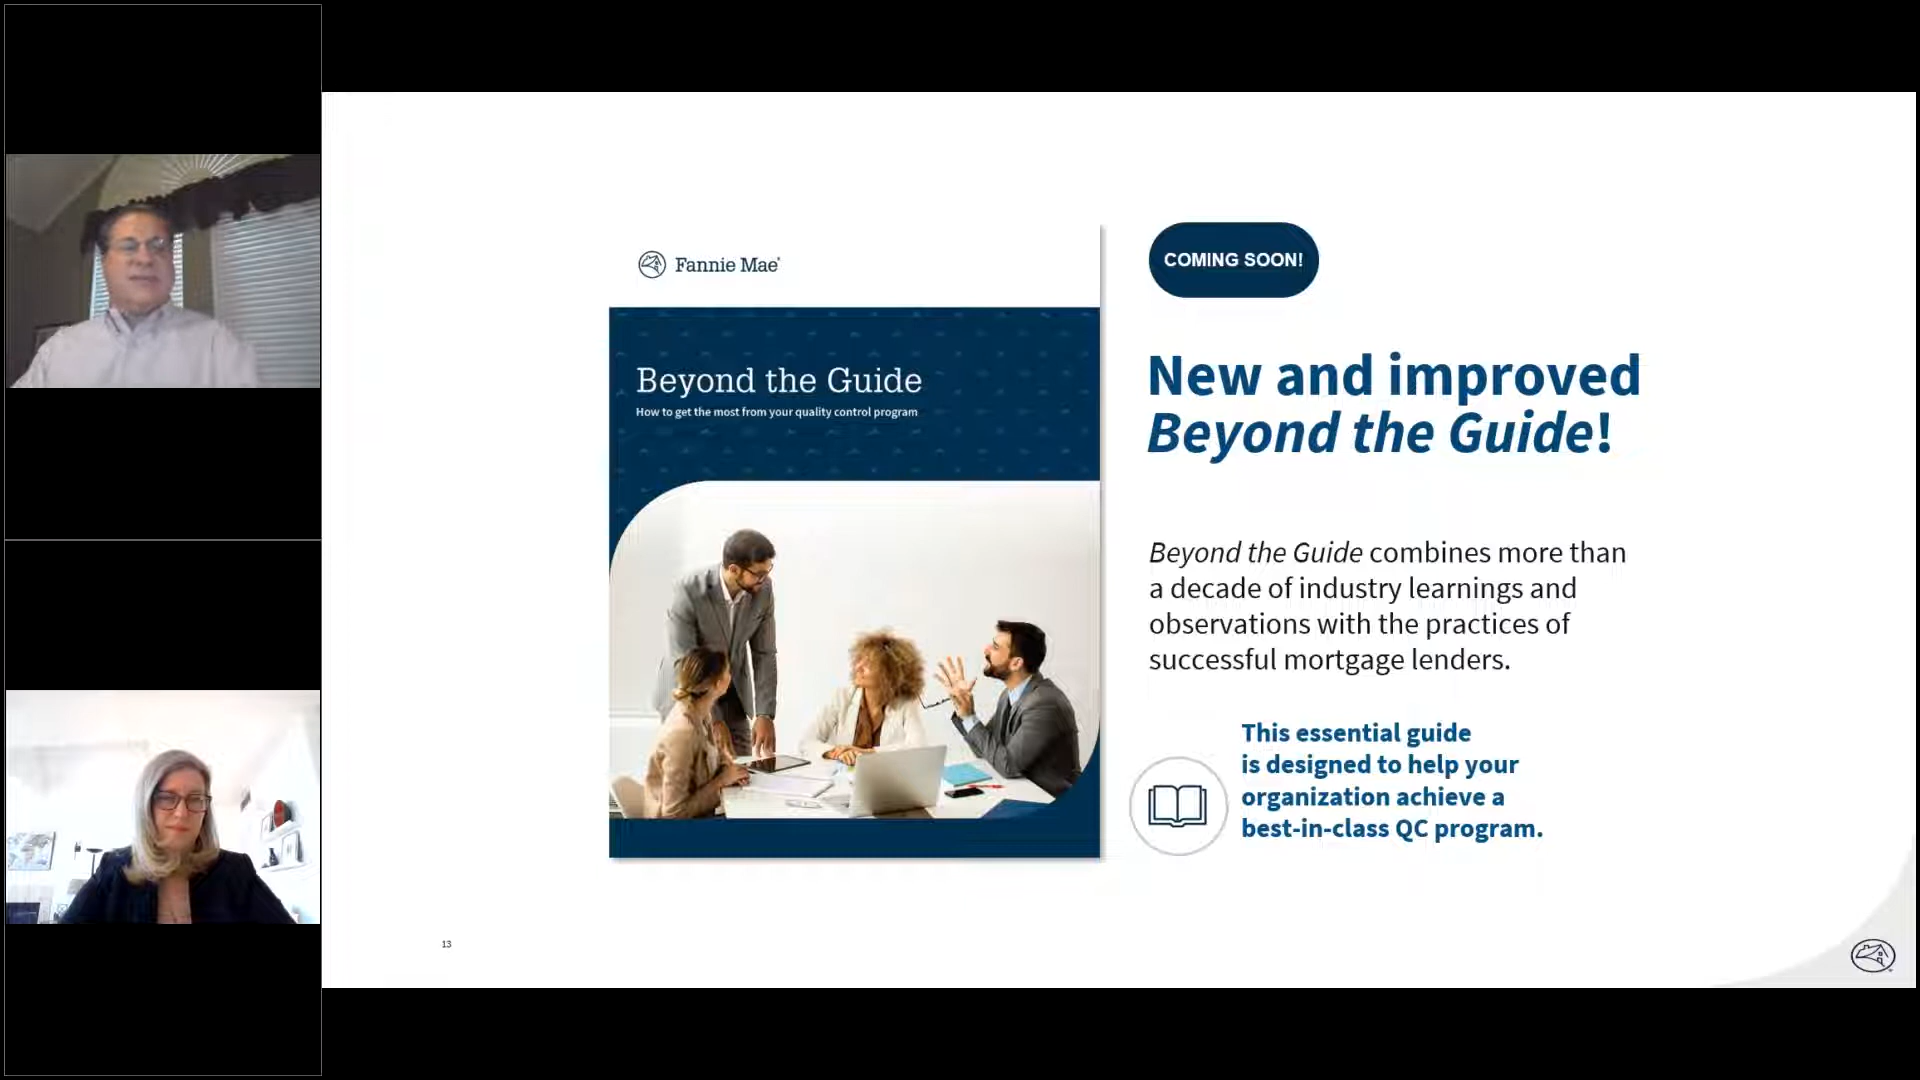 Fannie Mae
Beyond the Guide
How to get the most from your quality control program
COMING SOON!
New and improved
Beyond the Guide!
Beyond the Guide combines more than
a decade of industry learnings and
observations with the practices of
successful mortgage lenders.
This essential guide
is designed to help your
organization achieve a
best-in-class QC program.
13